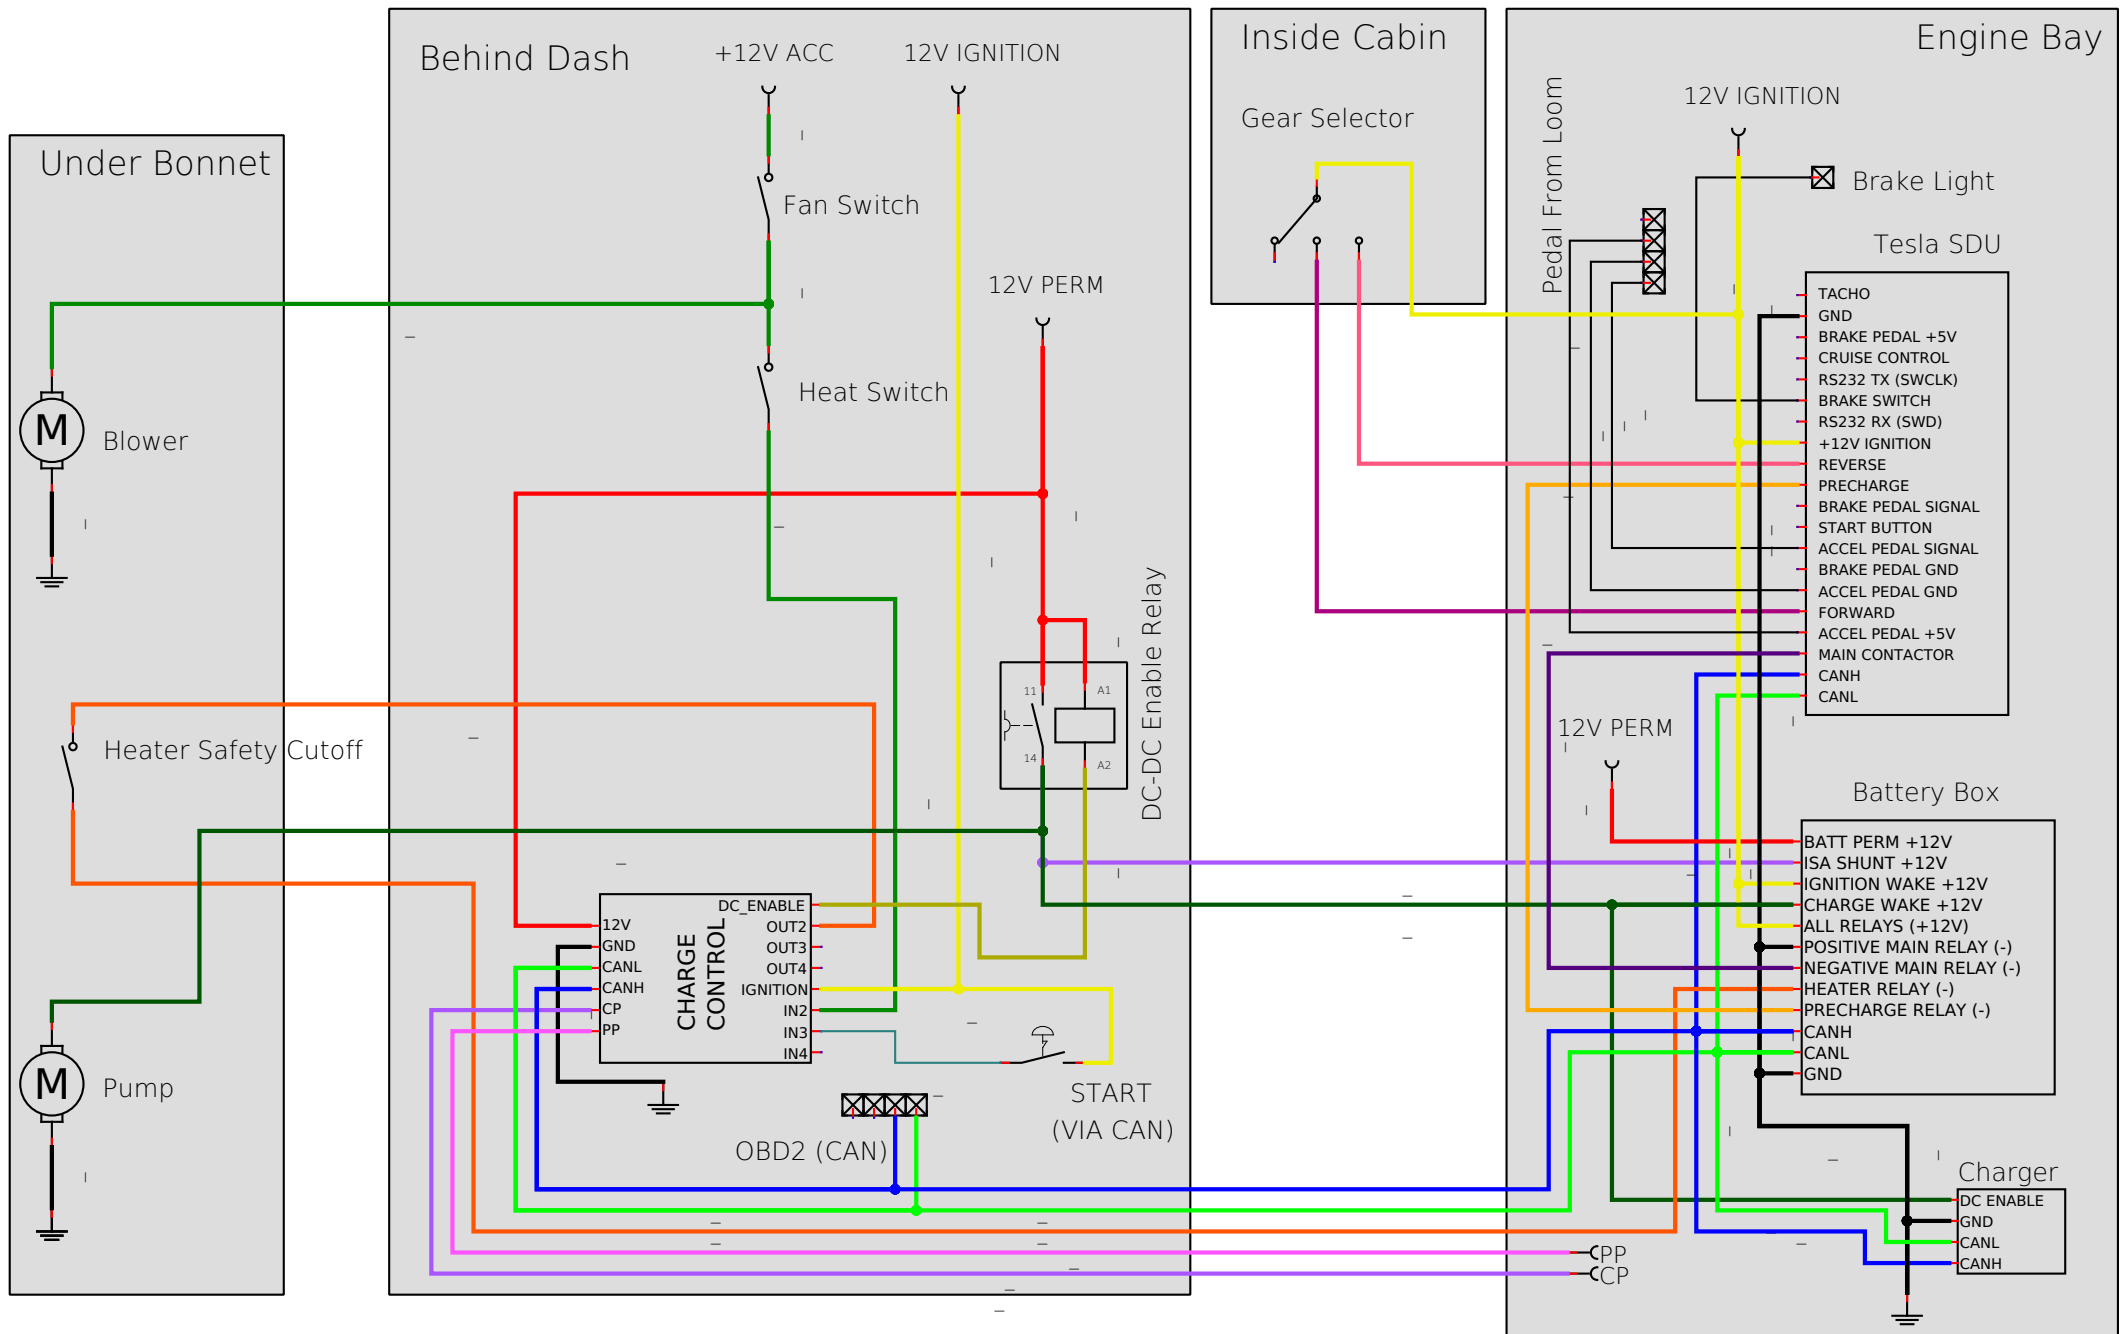 Under Bonnet
Blower
Heater Safety Cutoff
Pump
M
M
Behind Dash
+12V ACC
12V IGNITION
Fan Switch
12V PERM
Heat Switch
DC-DC Enable Relay
11
A1
14
A2
CHARGE
CONTROL
12V
GND
CANL
CANH
CP
PP
DC_ENABLE
OUT2
OUT3
OUT4
IGNITION
IN2
IN3
IN4
START
(VIA CAN)
OBD2 (CAN)
Inside Cabin
Gear Selector
Engine Bay
12V IGNITION
Pedal From Loom
Brake Light
Tesla SDU
TACHO
GND
BRAKE PEDAL +5V
CRUISE CONTROL
RS232 TX (SWCLK)
BRAKE SWITCH
RS232 RX (SWD)
+12V IGNITION
REVERSE
PRECHARGE
BRAKE PEDAL SIGNAL
START BUTTON
ACCEL PEDAL SIGNAL
BRAKE PEDAL GND
ACCEL PEDAL GND
FORWARD
ACCEL PEDAL +5V
MAIN CONTACTOR
CANH
CANL
12V PERM
Battery Box
BATT PERM +12V
ISA SHUNT +12V
IGNITION WAKE +12V
CHARGE WAKE +12V
ALL RELAYS (+12V)
POSITIVE MAIN RELAY (-)
NEGATIVE MAIN RELAY (-)
HEATER RELAY (-)
PRECHARGE RELAY (-)
CANH
CANL
GND
Charger
DC ENABLE
GND
CANL
CANH
PP
CP